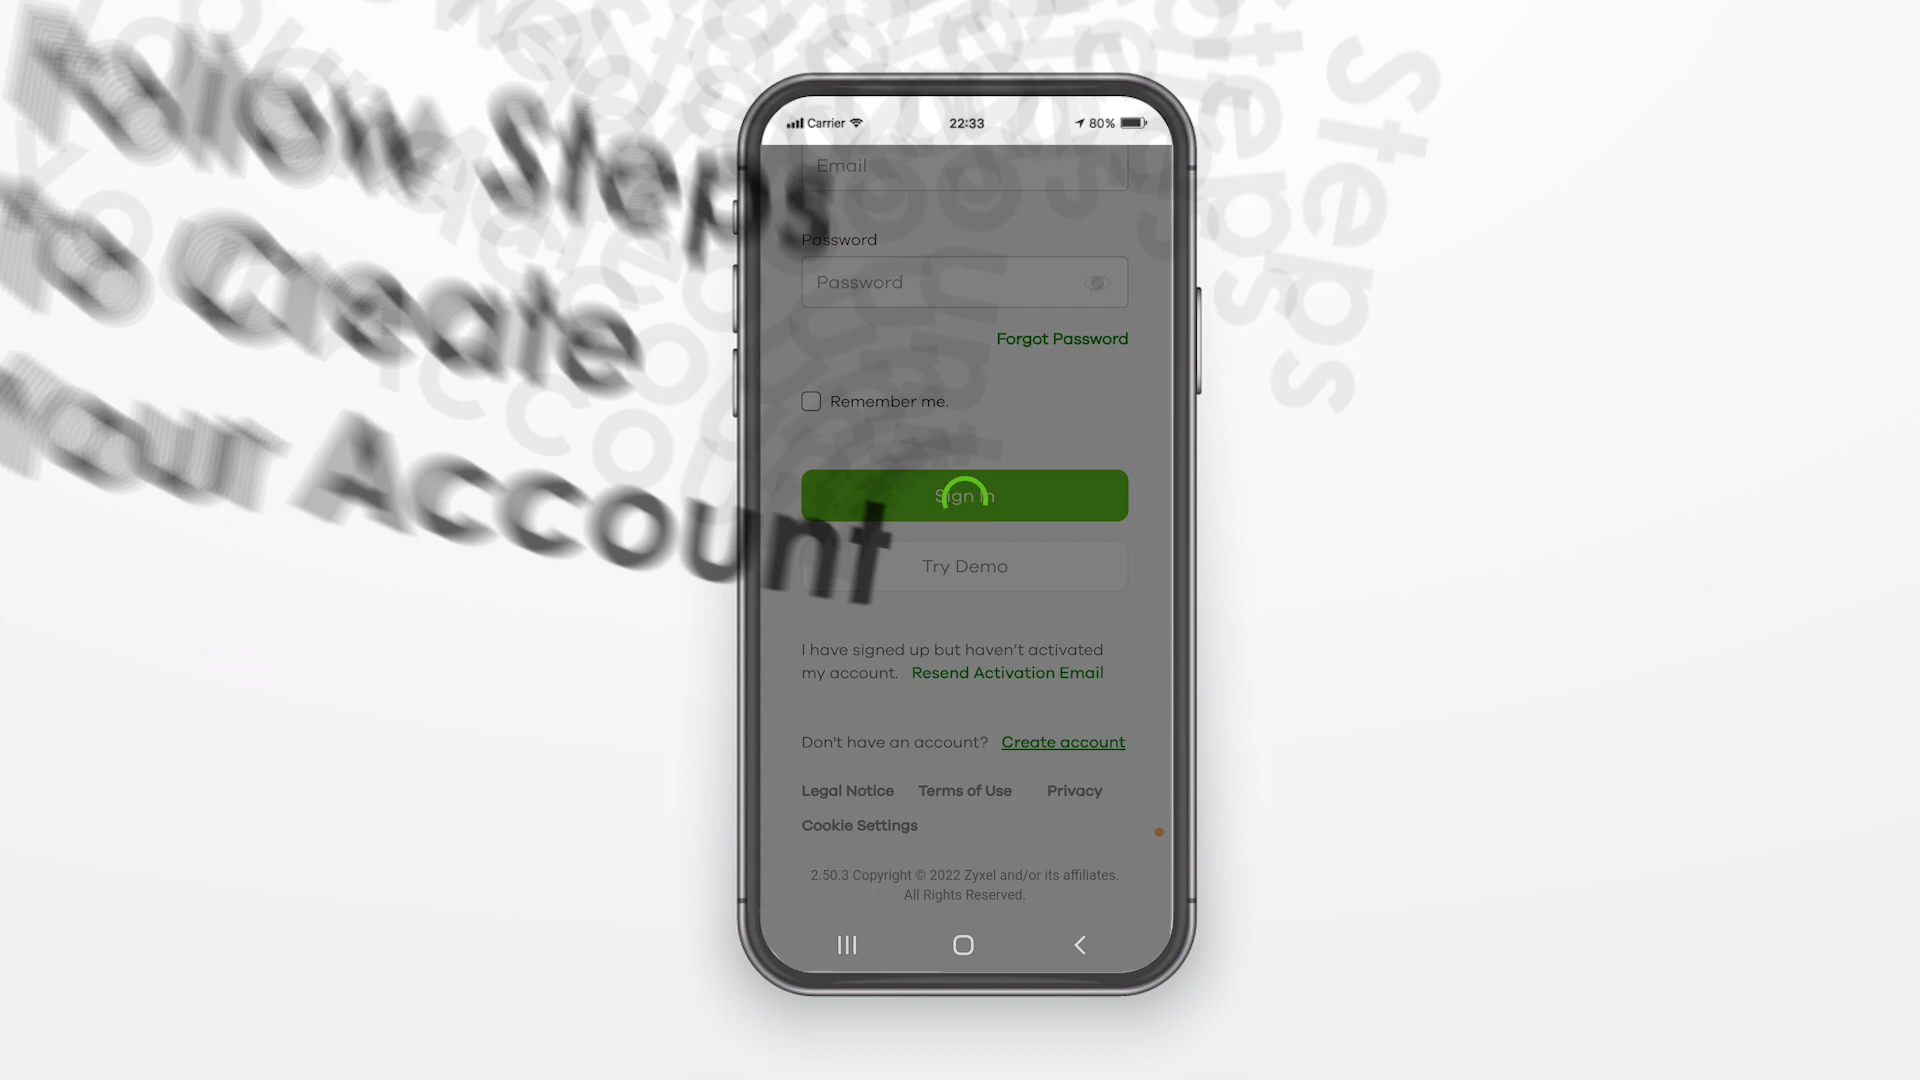 Follow Steps
to Create
Your Account
Steps
Carrier 22:33 80%
Email
Password
Password
Forgot Password
Remember me.
Sign In
Try Demo
I have signed up but haven’t activated
my account. Resend Activation Email
Don't have an account? Create account
Legal Notice Terms of Use Privacy
Cookie Settings
2.50.3 Copyright © 2022 Zyxel and/or its affiliates.
All Rights Reserved.